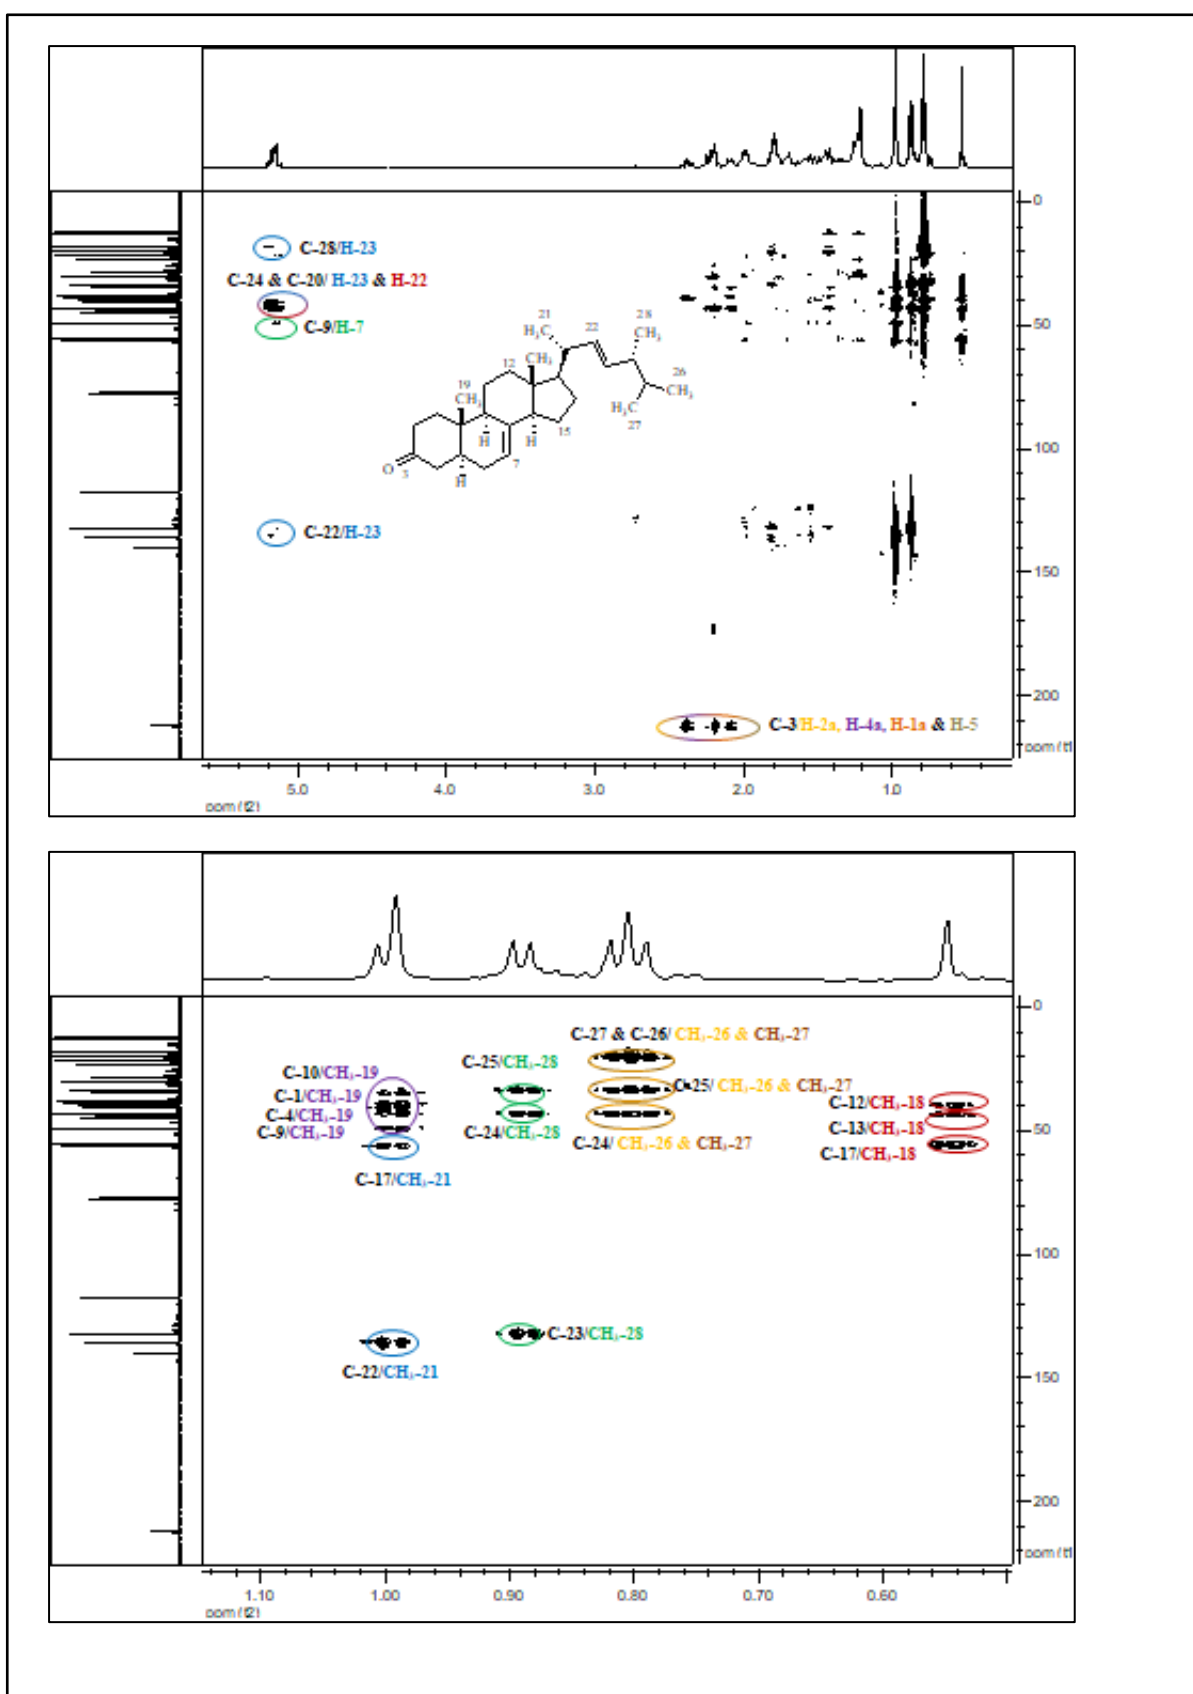 0
C-28/H-23
C-24 & C-20/ H-23 & H-22
C-9/H-7
50
21
22
28
H₃C
CH₃
12
CH₃
19
CH₃
26
CH₃
H₃C
27
15
H
H
7
O
3
H
100
C-22/H-23
150
200
C-3/H-2a, H-4a, H-1a & H-5
ppm (t1
5.0 4.0 3.0 2.0 1.0
ppm (t2)
0
C-27 & C-26/ CH₃-26 & CH₃-27
C-10/CH₃-19
C-25/CH₃-28
C-1/CH₃-19
C-25/ CH₃-26 & CH₃-27
C-4/CH₃-19
C-12/CH₃-18
C-9/CH₃-19
C-24/CH₃-28
C-13/CH₃-18
50
C-24/ CH₃-26 & CH₃-27
C-17/CH₃-18
C-17/CH₃-21
100
C-23/CH₃-28
C-22/CH₃-21
150
200
ppm (t1
1.10 1.00 0.90 0.80 0.70 0.60
ppm (t2)